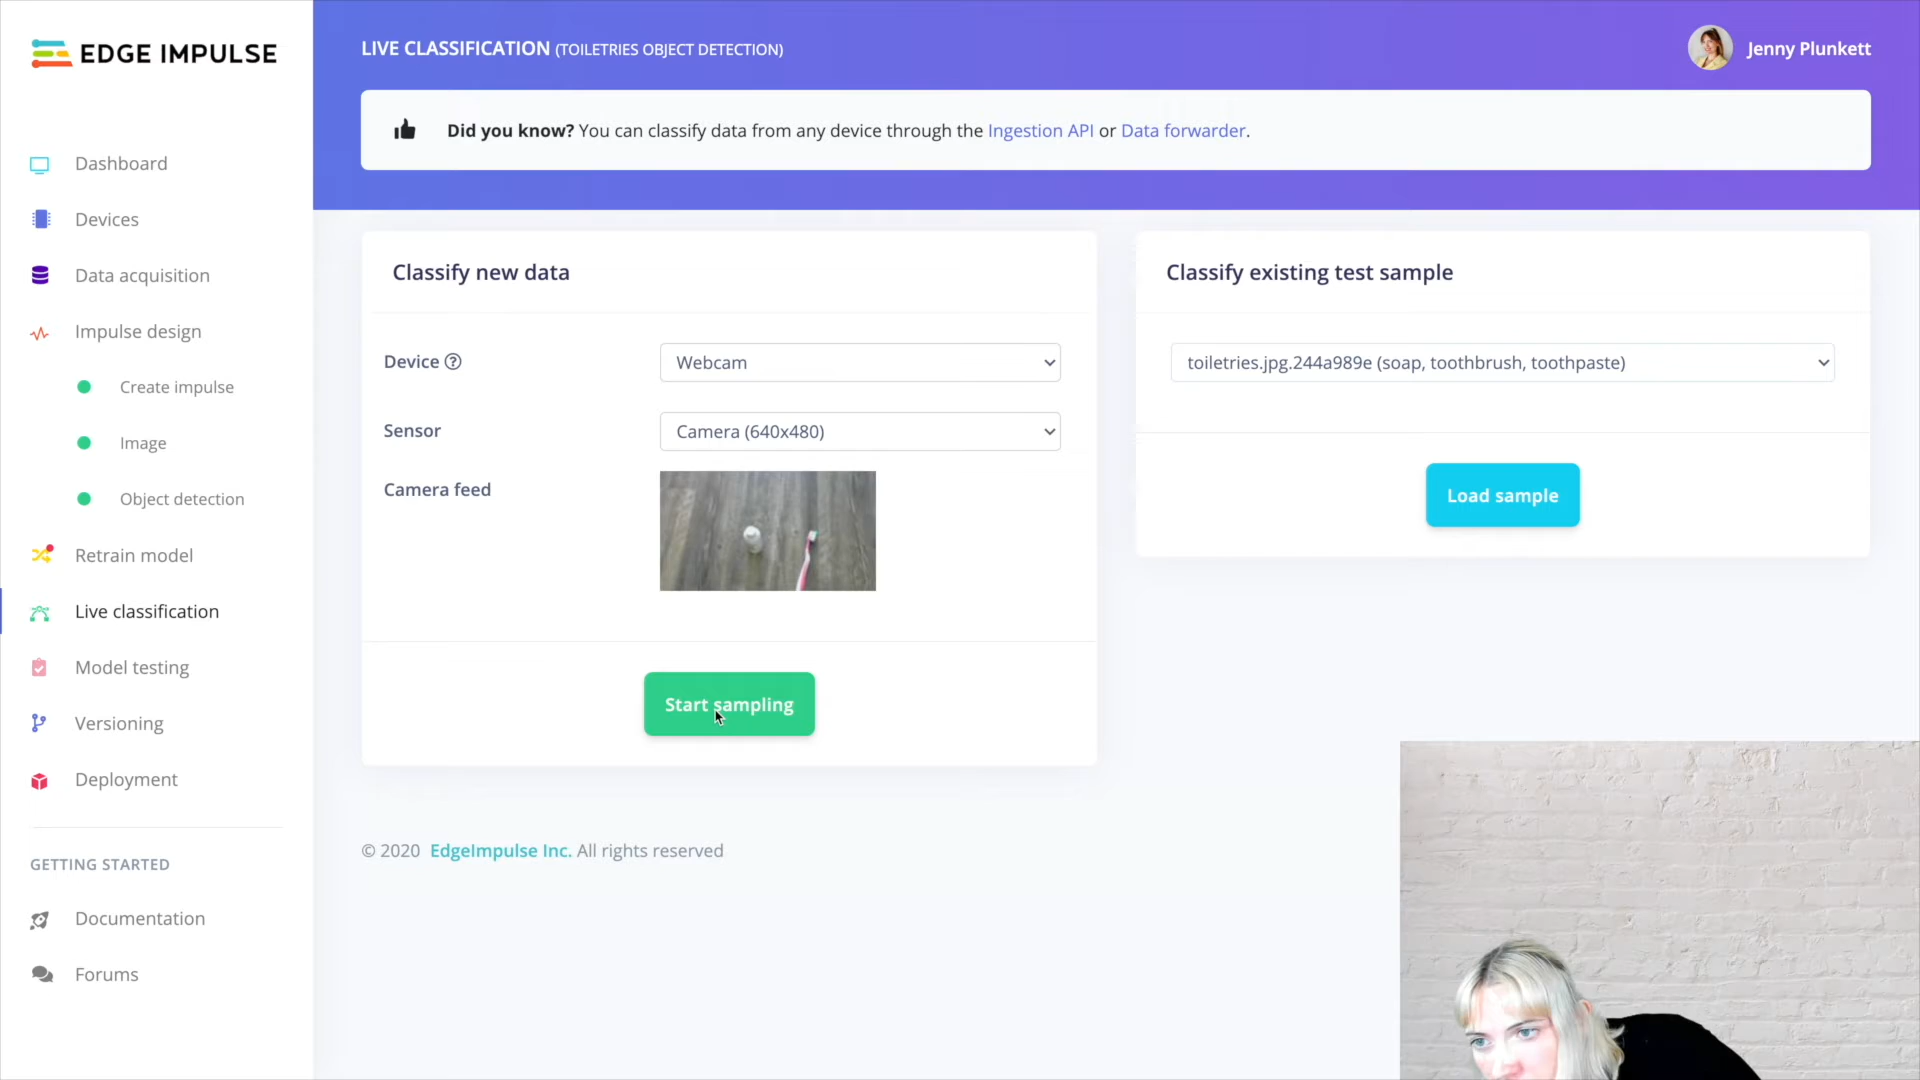 EDGE IMPULSE
LIVE CLASSIFICATION (TOILETRIES OBJECT DETECTION)
Jenny Plunkett
Did you know? You can classify data from any device through the Ingestion API or Data forwarder.
Dashboard
Devices
Data acquisition
Impulse design
Create impulse
Image
Object detection
Retrain model
Live classification
Model testing
Versioning
Deployment
GETTING STARTED
Documentation
Forums
Classify new data
Device ?
Webcam
Sensor
Camera (640x480)
Camera feed
Start sampling
Classify existing test sample
toiletries.jpg.244a989e (soap, toothbrush, toothpaste)
Load sample
© 2020 EdgeImpulse Inc. All rights reserved